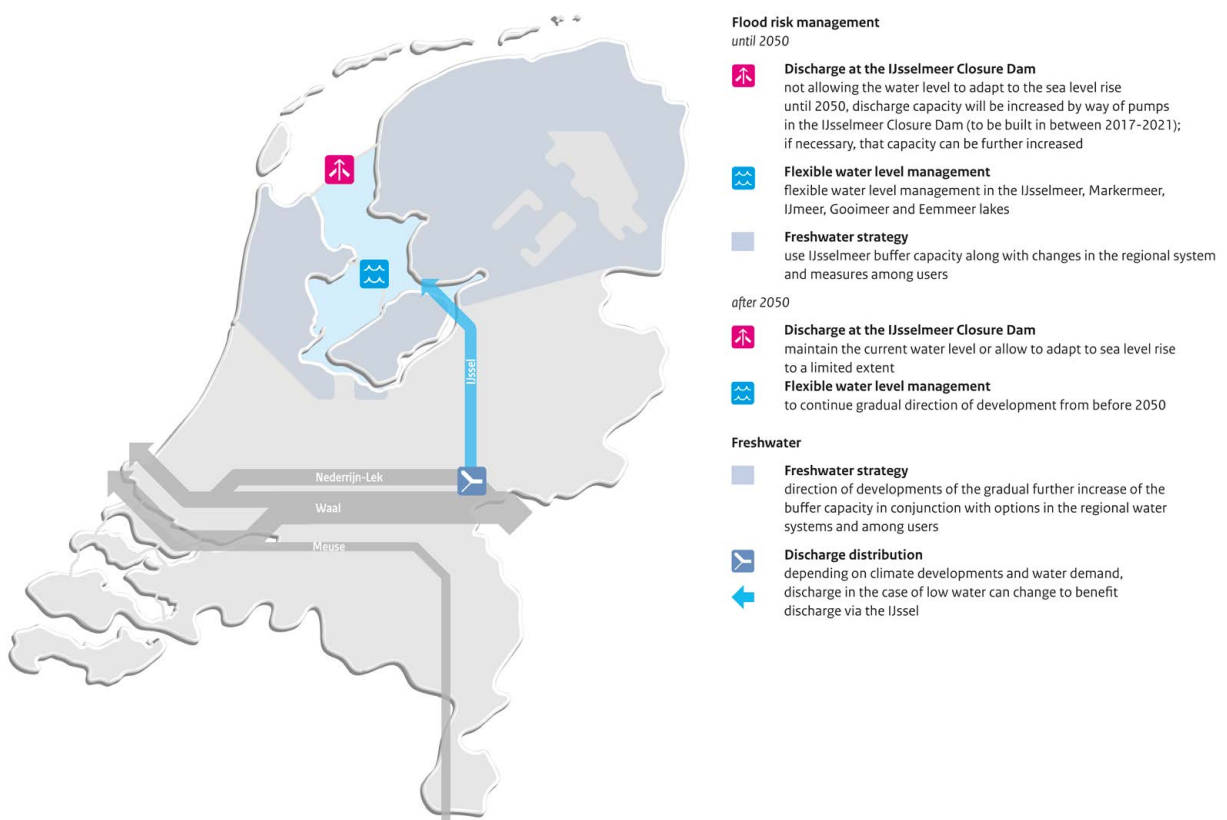 Flood risk management
until 2050
Discharge at the IJsselmeer Closure Dam
not allowing the water level to adapt to the sea level rise
until 2050, discharge capacity will be increased by way of pumps
in the IJsselmeer Closure Dam (to be built in between 2017-2021);
if necessary, that capacity can be further increased
Flexible water level management
flexible water level management in the IJsselmeer, Markermeer,
IJmeer, Gooimeer and Eemmeer lakes
Freshwater strategy
use IJsselmeer buffer capacity along with changes in the regional system
and measures among users
after 2050
Discharge at the IJsselmeer Closure Dam
maintain the current water level or allow to adapt to sea level rise
to a limited extent
Flexible water level management
to continue gradual direction of development from before 2050
Freshwater
Freshwater strategy
direction of developments of the gradual further increase of the
buffer capacity in conjunction with options in the regional water
systems and among users
Discharge distribution
depending on climate developments and water demand,
discharge in the case of low water can change to benefit
discharge via the IJssel
IJssel
Nederrijn-Lek
Waal
Meuse